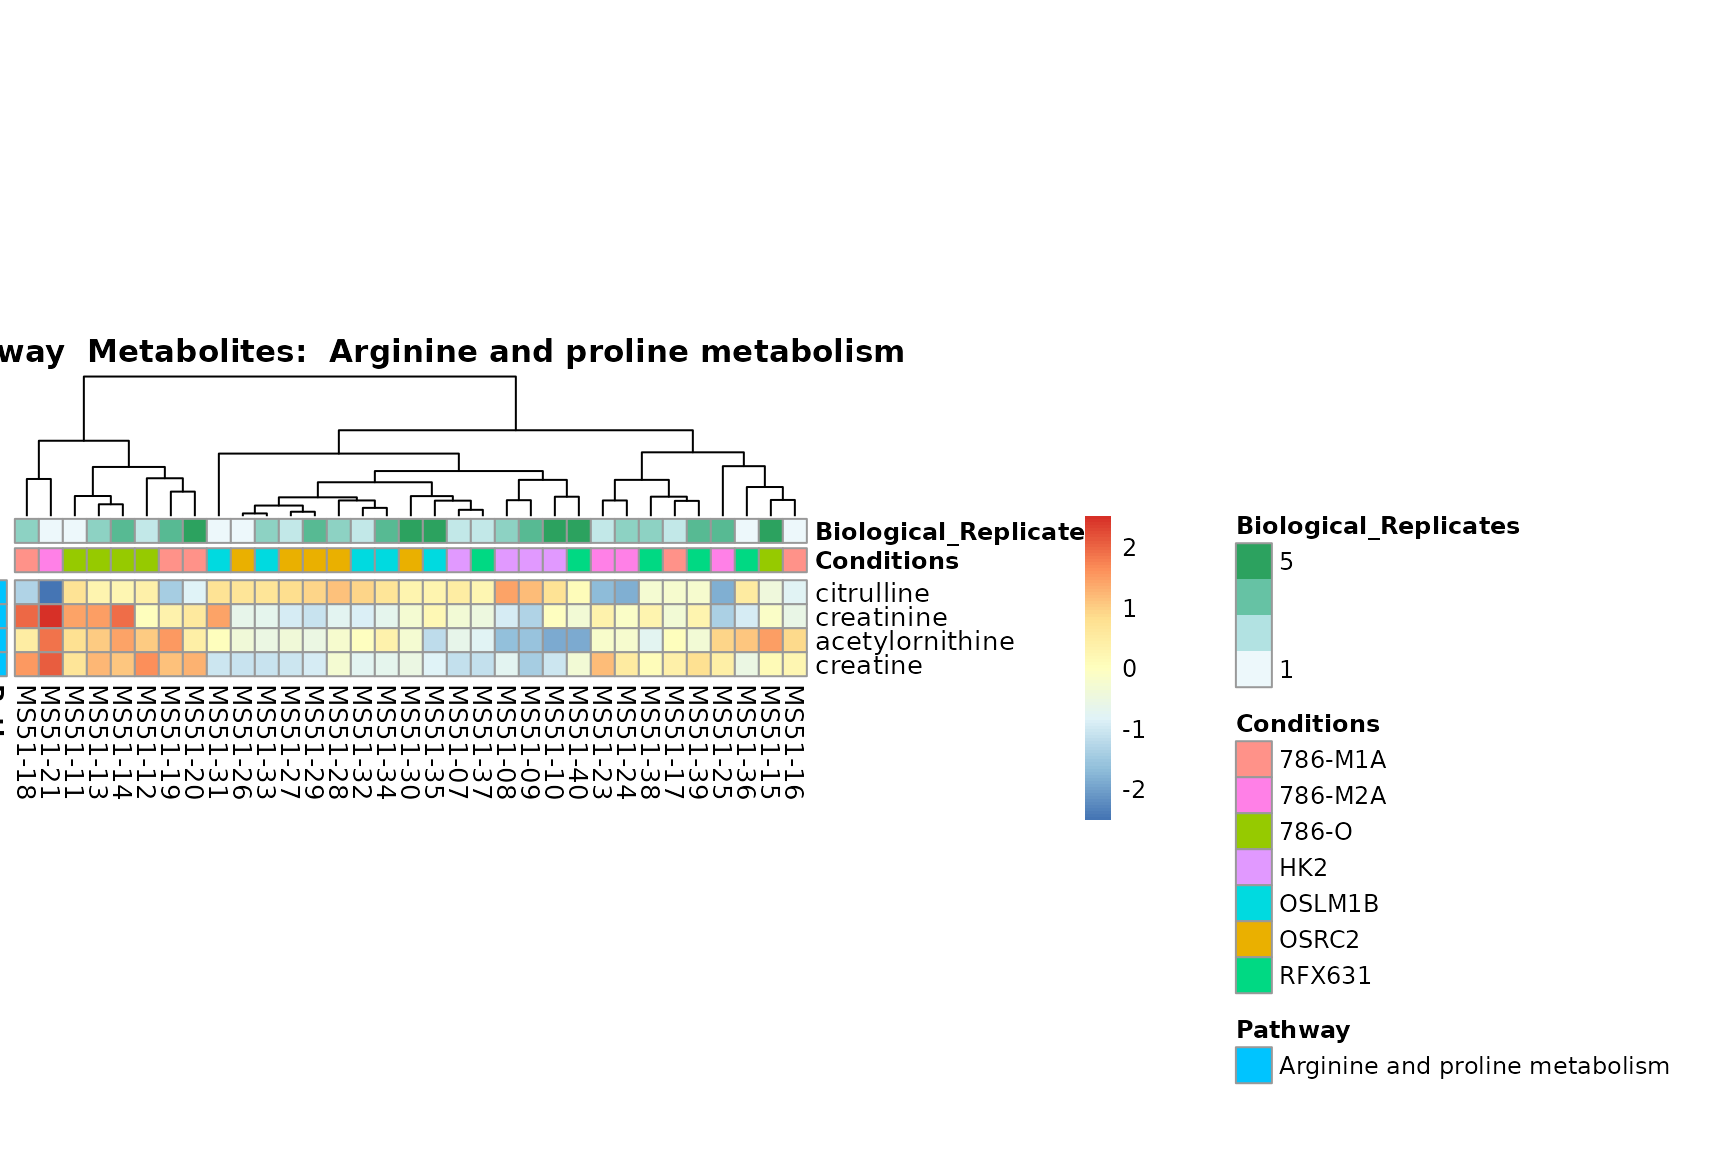 way Metabolites: Arginine and proline metabolism
Biological_Replicates
Conditions
citrulline
creatinine
acetylornithine
creatine
MS51-18
MS51-21
MS51-11
MS51-13
MS51-14
MS51-12
MS51-19
MS51-20
MS51-31
MS51-26
MS51-33
MS51-27
MS51-29
MS51-28
MS51-32
MS51-34
MS51-30
MS51-35
MS51-07
MS51-37
MS51-08
MS51-09
MS51-10
MS51-40
MS51-23
MS51-24
MS51-38
MS51-17
MS51-39
MS51-25
MS51-36
MS51-15
MS51-16
2
1
0
-1
-2
Biological_Replicates
5
1
Conditions
786-M1A
786-M2A
786-O
HK2
OSLM1B
OSRC2
RFX631
Pathway
Arginine and proline metabolism